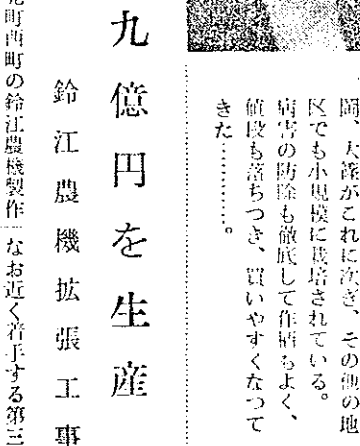 岡、大篠がこれに次ぎ、その他の地
区でも小規模に栽培されている。
病害の防除も徹底して作柄もよく、
値段も落ちつき、買いやすくなつて
きた…………。
九億円を生産
鈴江農機拡張工事
元町西町の鈴江農機製作
なお近く着手する第三